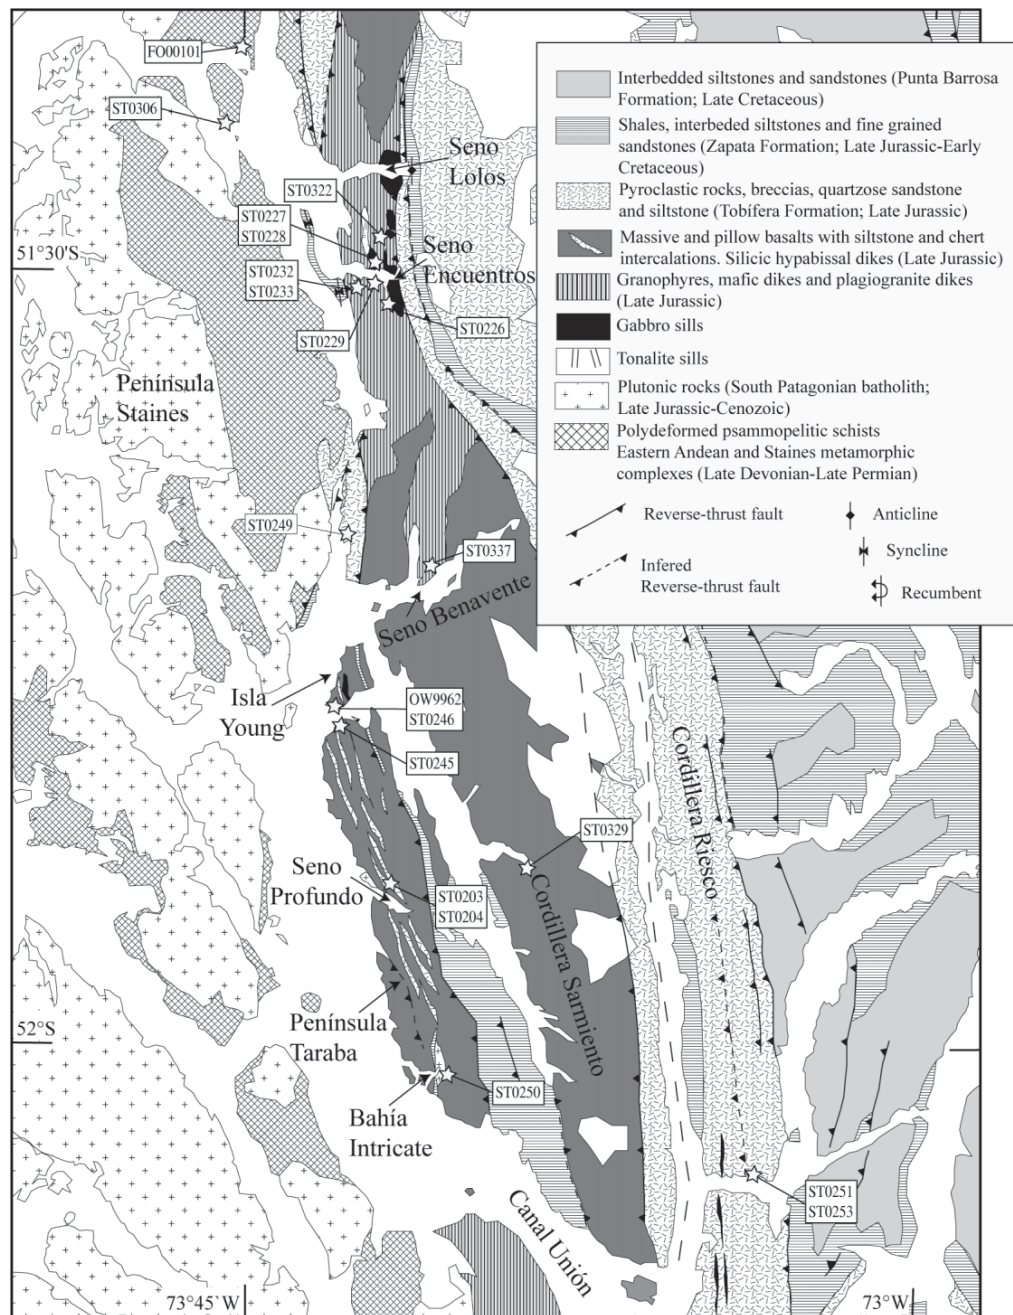 FO00101
ST0306
Seno
Lolos
ST0322
ST0227
ST0228
51°30'S
Seno
Encuentros
ST0232
ST0233
ST0226
ST0229
Península
Staines
ST0249
ST0337
Seno Benavente
Isla
Young
OW9962
ST0246
ST0245
Cordillera Riesco
ST0329
Seno
Profundo
ST0203
ST0204
Cordillera Sarmiento
Península
Taraba
52°S
ST0250
Bahía
Intricate
ST0251
ST0253
Canal Unión
73°45`W
73°W
Interbedded siltstones and sandstones (Punta Barrosa
Formation; Late Cretaceous)
Shales, interbeded siltstones and fine grained
sandstones (Zapata Formation; Late Jurassic-Early
Cretaceous)
Pyroclastic rocks, breccias, quartzose sandstone
and siltstone (Tobífera Formation; Late Jurassic)
Massive and pillow basalts with siltstone and chert
intercalations. Silicic hypabissal dikes (Late Jurassic)
Granophyres, mafic dikes and plagiogranite dikes
(Late Jurassic)
Gabbro sills
Tonalite sills
Plutonic rocks (South Patagonian batholith;
Late Jurassic-Cenozoic)
Polydeformed psammopelitic schists
Eastern Andean and Staines metamorphic
complexes (Late Devonian-Late Permian)
Reverse-thrust fault
Anticline
Infered
Reverse-thrust fault
Syncline
Recumbent